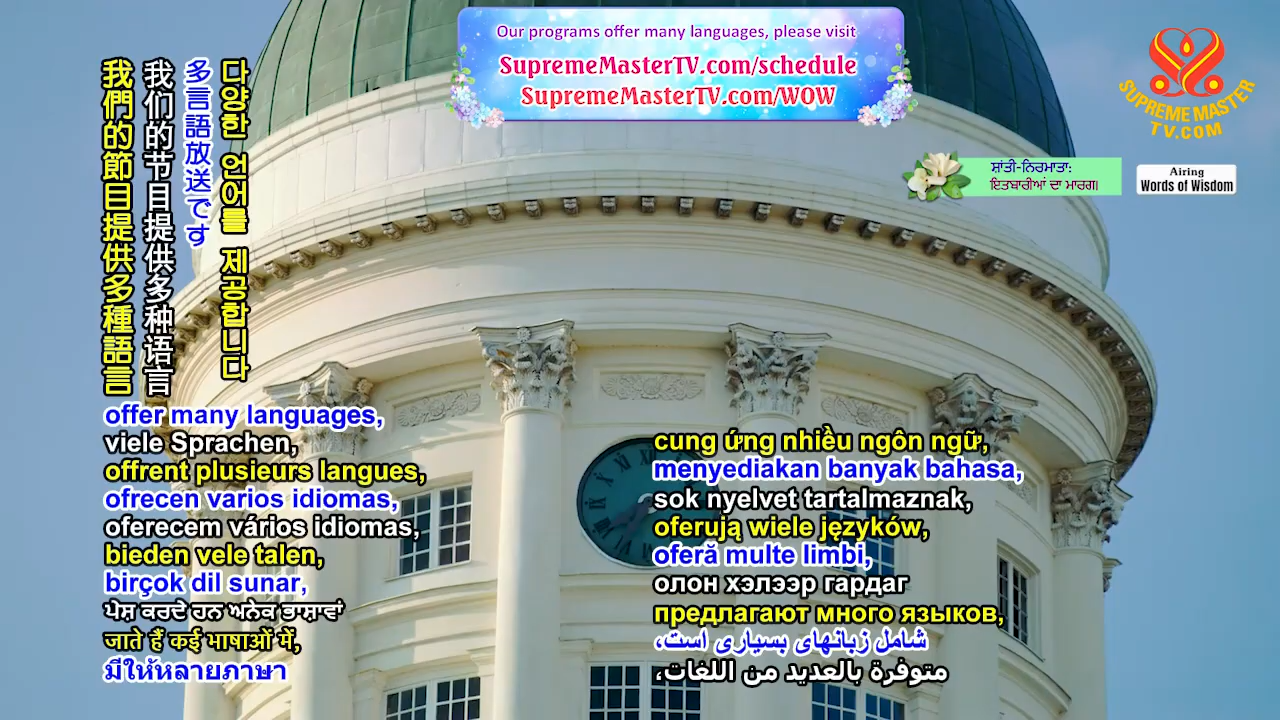 Our programs offer many languages, please visit
SupremeMasterTV.com/schedule
SupremeMasterTV.com/WOW
SUPREME MASTER
TV.COM
ਸ਼ਾਂਤੀ-ਨਿਰਮਾਤਾ:
ਇਤਬਾਰੀਆਂ ਦਾ ਮਾਰਗ।
Airing
Words of Wisdom
我們的節目提供多種語言
我们的节目提供多种语言
多言語放送です
다양한 언어를 제공합니다
offer many languages,
viele Sprachen,
offrent plusieurs langues,
ofrecen varios idiomas,
oferecem vários idiomas,
bieden vele talen,
birçok dil sunar,
ਪੇਸ਼ ਕਰਦੇ ਹਨ ਅਨੇਕ ਭਾਸ਼ਾਵਾਂ
जाते हैं कई भाषाओं में,
มีให้หลายภาษา
cung ứng nhiều ngôn ngữ,
menyediakan banyak bahasa,
sok nyelvet tartalmaznak,
oferują wiele języków,
oferă multe limbi,
олон хэлээр гардаг
предлагают много языков,
شامل زبانهای بسیاری است،
متوفرة بالعديد من اللغات،